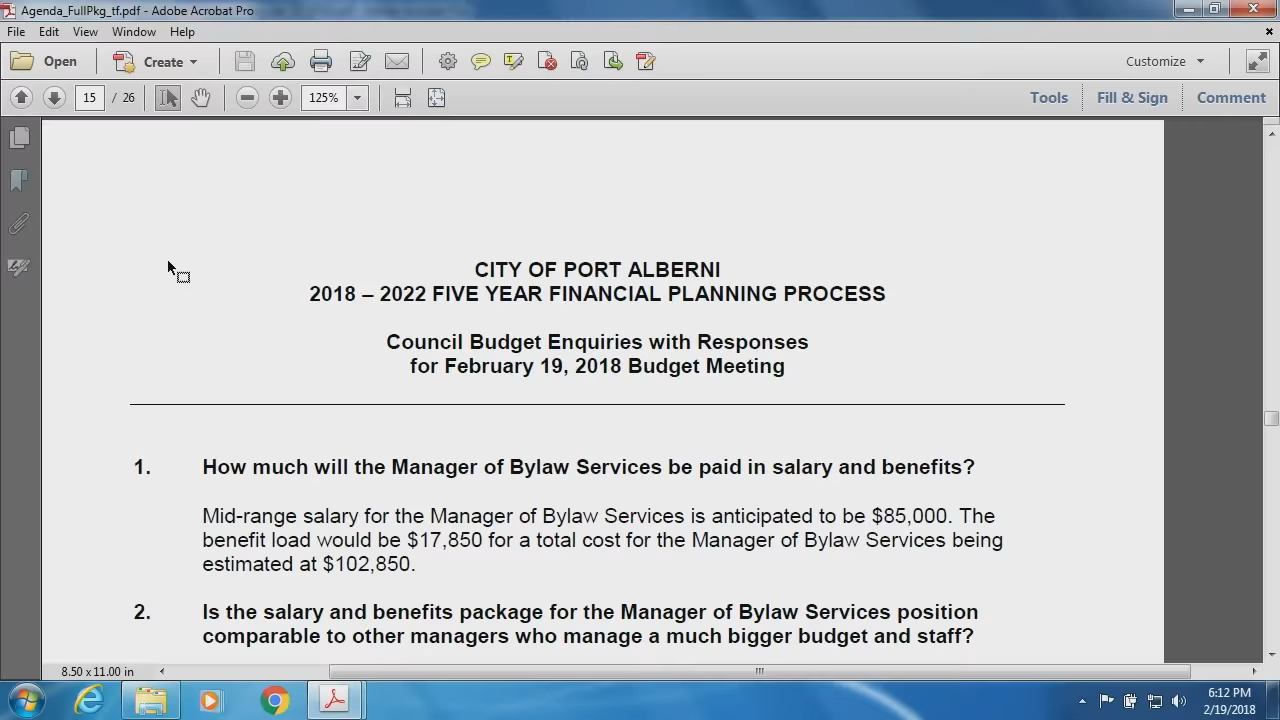 Agenda_FullPkg_tf.pdf - Adobe Acrobat Pro
File Edit View Window Help
Open Create Customize
15 / 26 125% Tools Fill & Sign Comment
CITY OF PORT ALBERNI
2018 – 2022 FIVE YEAR FINANCIAL PLANNING PROCESS
Council Budget Enquiries with Responses
for February 19, 2018 Budget Meeting
1. How much will the Manager of Bylaw Services be paid in salary and benefits?
Mid-range salary for the Manager of Bylaw Services is anticipated to be $85,000. The
benefit load would be $17,850 for a total cost for the Manager of Bylaw Services being
estimated at $102,850.
2. Is the salary and benefits package for the Manager of Bylaw Services position
comparable to other managers who manage a much bigger budget and staff?
8.50 x 11.00 in
6:12 PM
2/19/2018